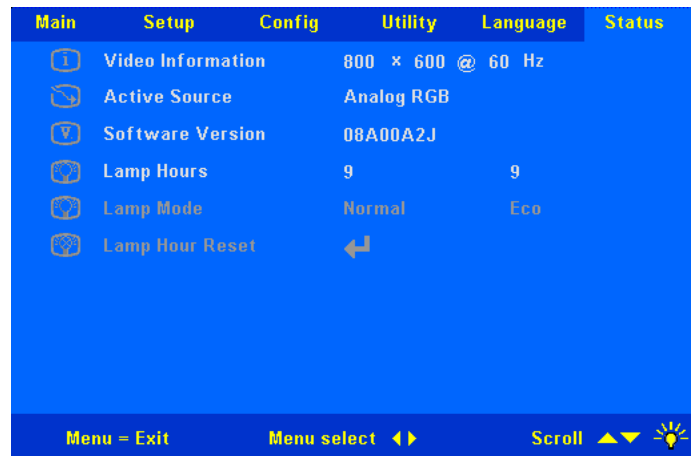 Main Setup Config Utility Language Status
Video Information 800 × 600 @ 60 Hz
Active Source Analog RGB
Software Version 08A00A2J
Lamp Hours 9 9
Lamp Mode Normal Eco
Lamp Hour Reset
Menu = Exit Menu select Scroll